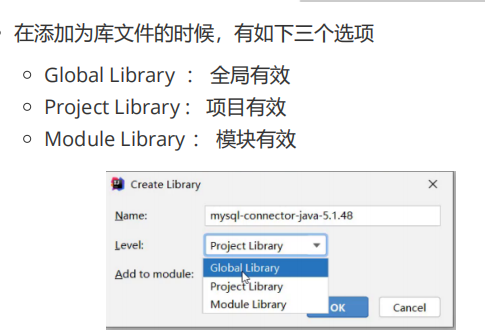 在添加为库文件的时候，有如下三个选项
Global Library ： 全局有效
Project Library： 项目有效
Module Library ： 模块有效
Create Library
Name: mysql-connector-java-5.1.48
Level: Project Library
Global Library
Add to module:
Project Library
Module Library
OK Cancel